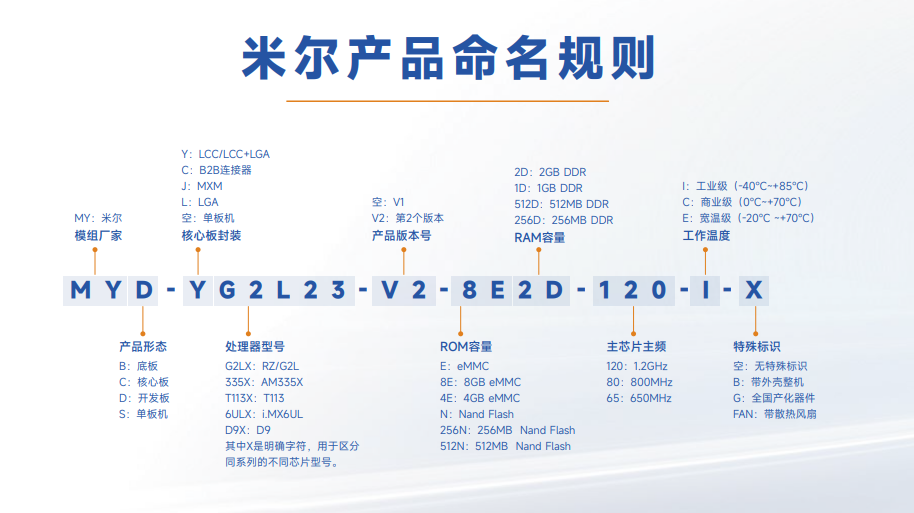 米尔产品命名规则
MY：米尔
模组厂家
Y：LCC/LCC+LGA
C：B2B连接器
J：MXM
L：LGA
空：单板机
核心板封装
空：V1
V2：第2个版本
产品版本号
2D：2GB DDR
1D：1GB DDR
512D：512MB DDR
256D：256MB DDR
RAM容量
I：工业级（-40℃~+85℃）
C：商业级（0℃~+70℃）
E：宽温级（-20℃ ~+70℃）
工作温度
MYD-YG2L23-V2-8E2D-120-I-X
产品形态
B：底板
C：核心板
D：开发板
S：单板机
处理器型号
G2LX：RZ/G2L
335X：AM335X
T113X：T113
6ULX：i.MX6UL
D9X：D9
其中X是明确字符，用于区分
同系列的不同芯片型号。
ROM容量
E：eMMC
8E：8GB eMMC
4E：4GB eMMC
N：Nand Flash
256N：256MB Nand Flash
512N：512MB Nand Flash
主芯片主频
120：1.2GHz
80：800MHz
65：650MHz
特殊标识
空：无特殊标识
B：带外壳整机
G：全国产化器件
FAN：带散热风扇